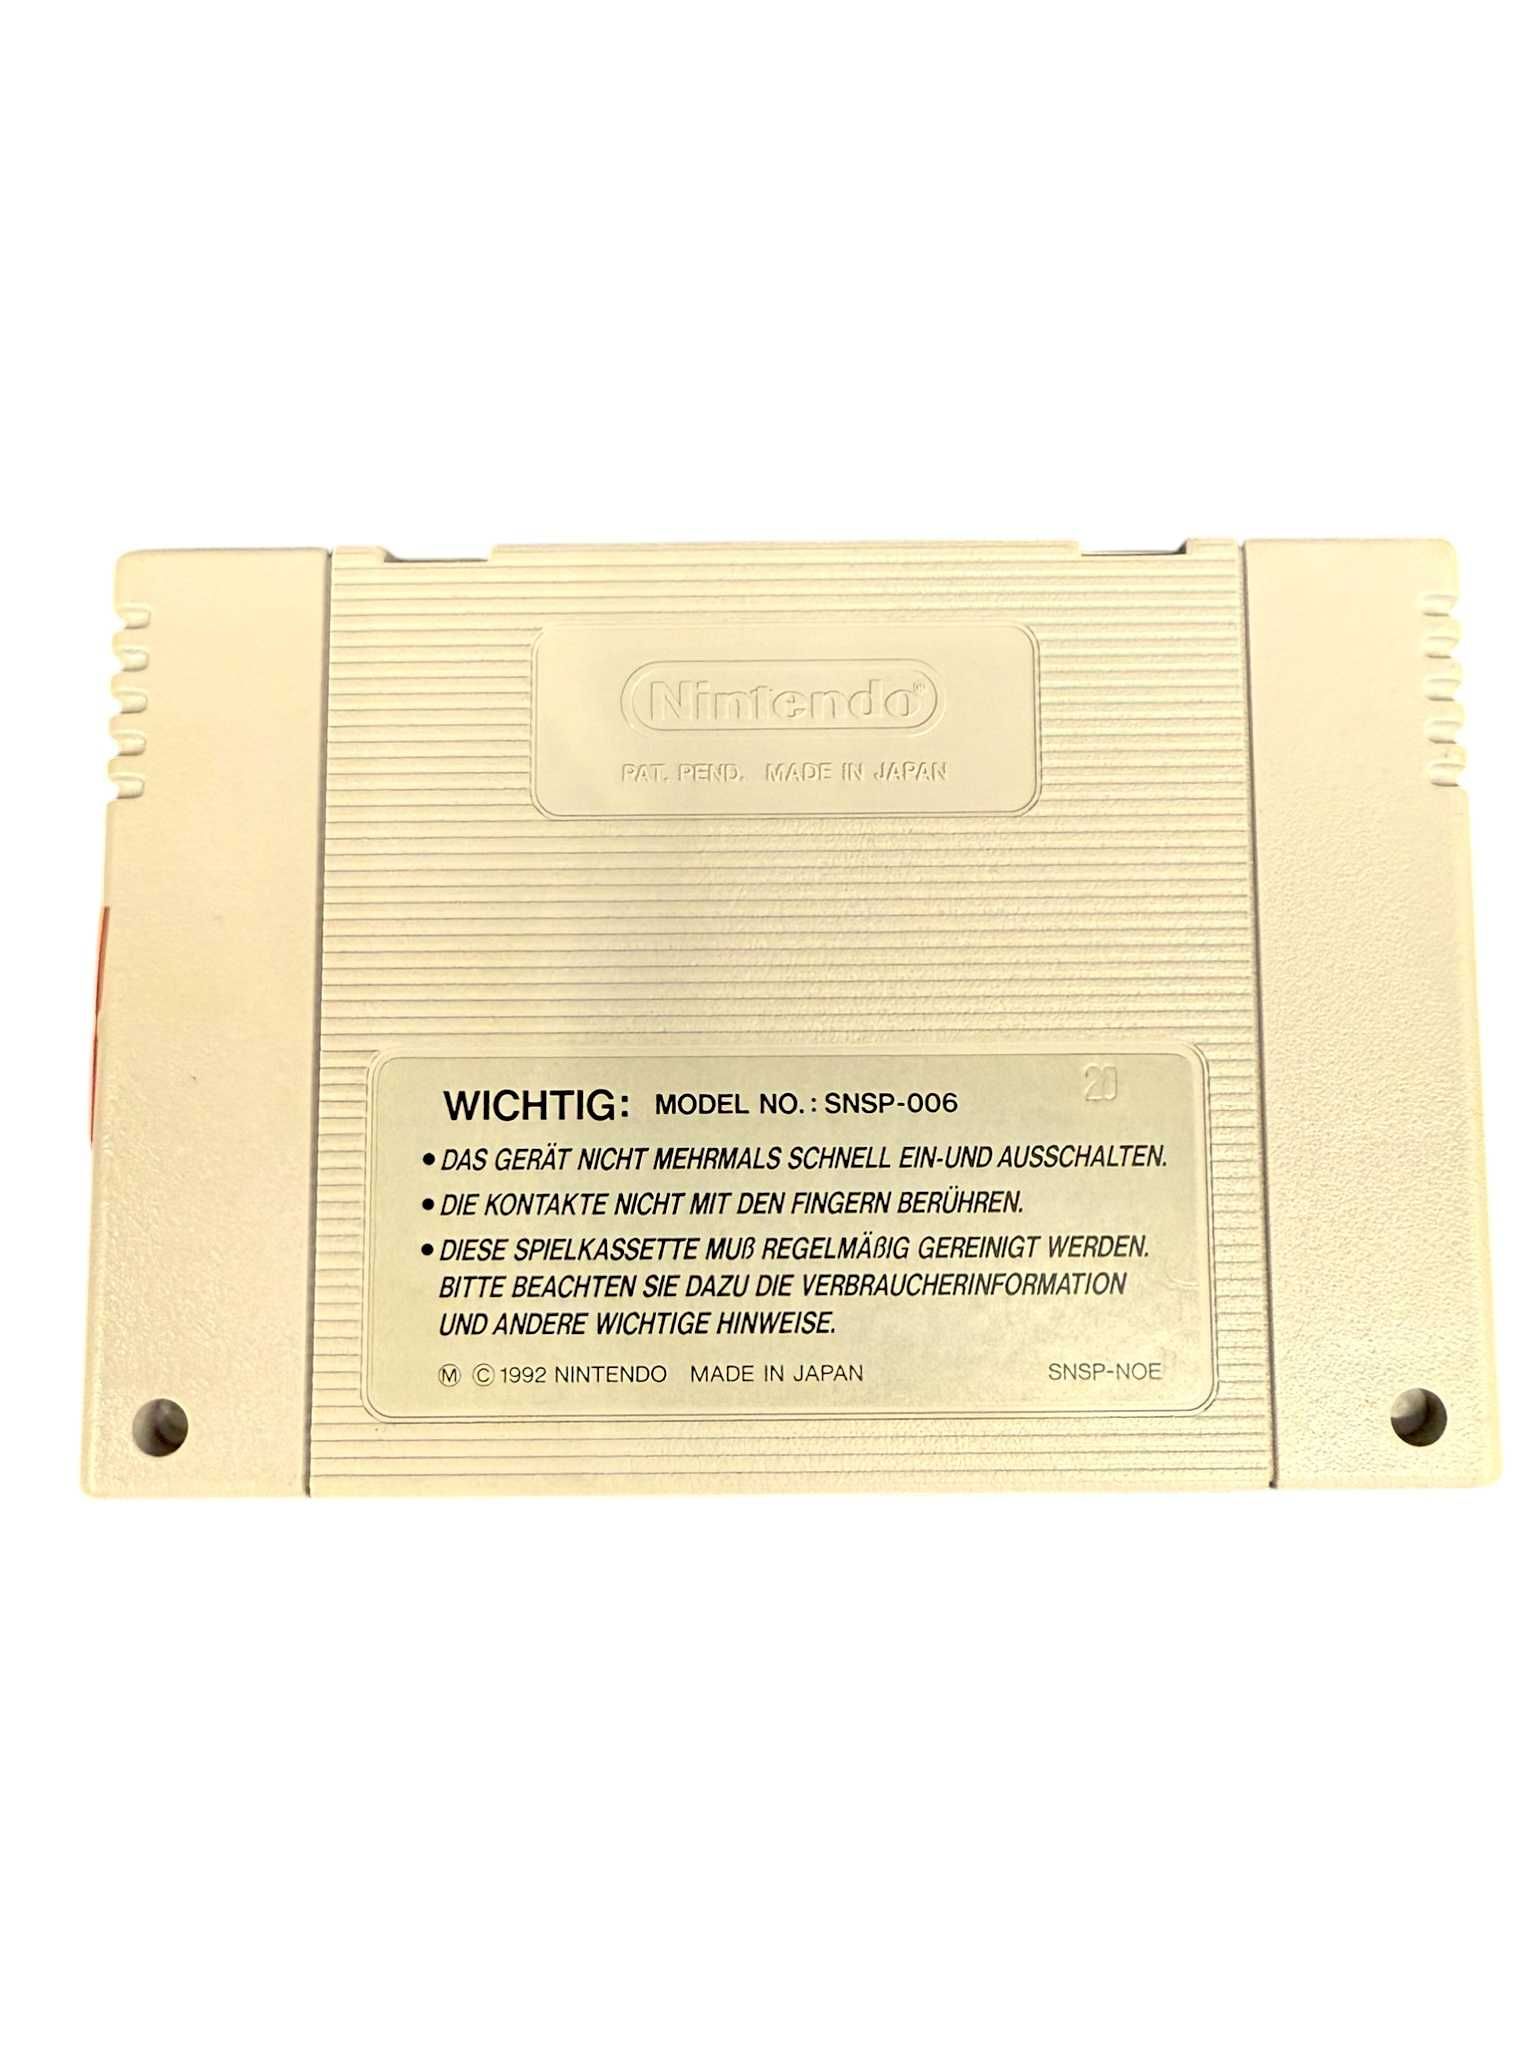 Nintendo®
PAT. PEND. MADE IN JAPAN
20
WICHTIG: MODEL NO.: SNSP-006
• DAS GERÄT NICHT MEHRMALS SCHNELL EIN-UND AUSSCHALTEN.
• DIE KONTAKTE NICHT MIT DEN FINGERN BERÜHREN.
• DIESE SPIELKASSETTE MUß REGELMÄßIG GEREINIGT WERDEN.
BITTE BEACHTEN SIE DAZU DIE VERBRAUCHERINFORMATION
UND ANDERE WICHTIGE HINWEISE.
Ⓜ © 1992 NINTENDO MADE IN JAPAN SNSP-NOE